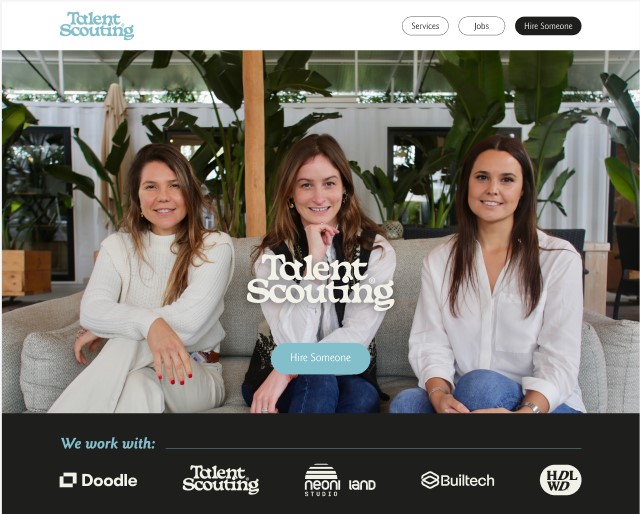 Talent
Scouting
Services
Jobs
Hire Someone
Talent
Scouting
Hire Someone
We work with:
Doodle
Talent
Scouting
neoni
STUDIO
land
Builtech
HDL
WD